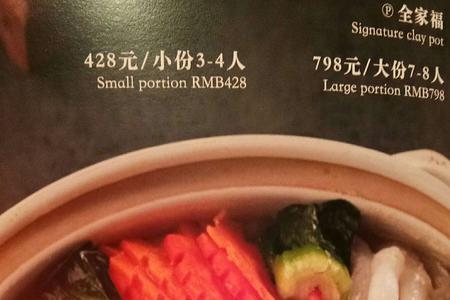 Ⓟ全家福
Signature clay pot
428元/小份3-4人
Small portion RMB428
798元/大份7-8人
Large portion RMB798